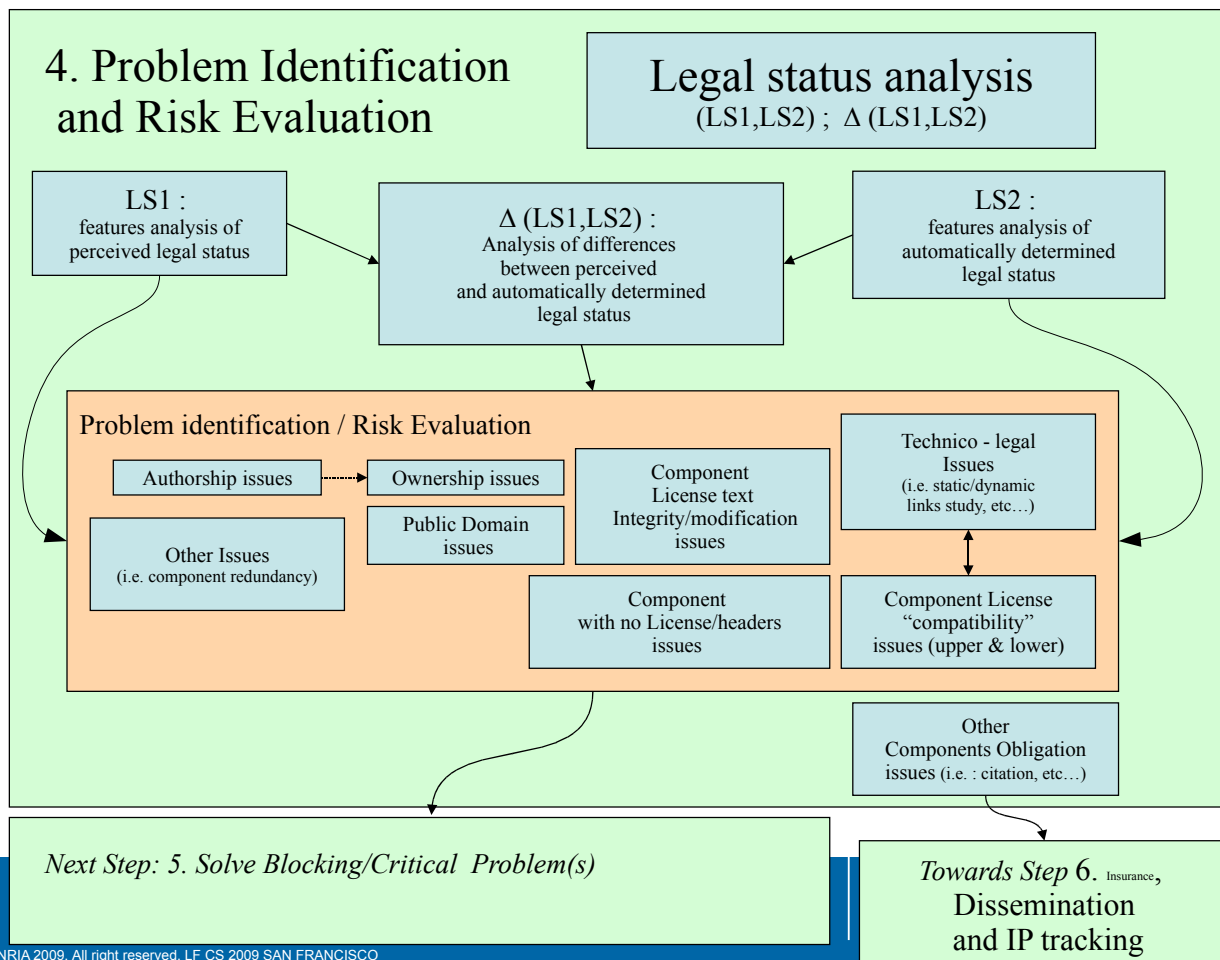 4. Problem Identification
and Risk Evaluation
Legal status analysis
(LS1,LS2) ; Δ (LS1,LS2)
LS1 :
features analysis of
perceived legal status
Δ (LS1,LS2) :
Analysis of differences
between perceived
and automatically determined
legal status
LS2 :
features analysis of
automatically determined
legal status
Problem identification / Risk Evaluation
Authorship issues
Ownership issues
Public Domain
issues
Other Issues
(i.e. component redundancy)
Component
License text
Integrity/modification
issues
Component
with no License/headers
issues
Technico - legal
Issues
(i.e. static/dynamic
links study, etc…)
Component License
“compatibility”
issues (upper & lower)
Other
Components Obligation
issues (i.e. : citation, etc…)
Next Step: 5. Solve Blocking/Critical Problem(s)
Towards Step 6. Insurance,
Dissemination
and IP tracking
NRIA 2009. All right reserved. LF CS 2009 SAN FRANCISCO